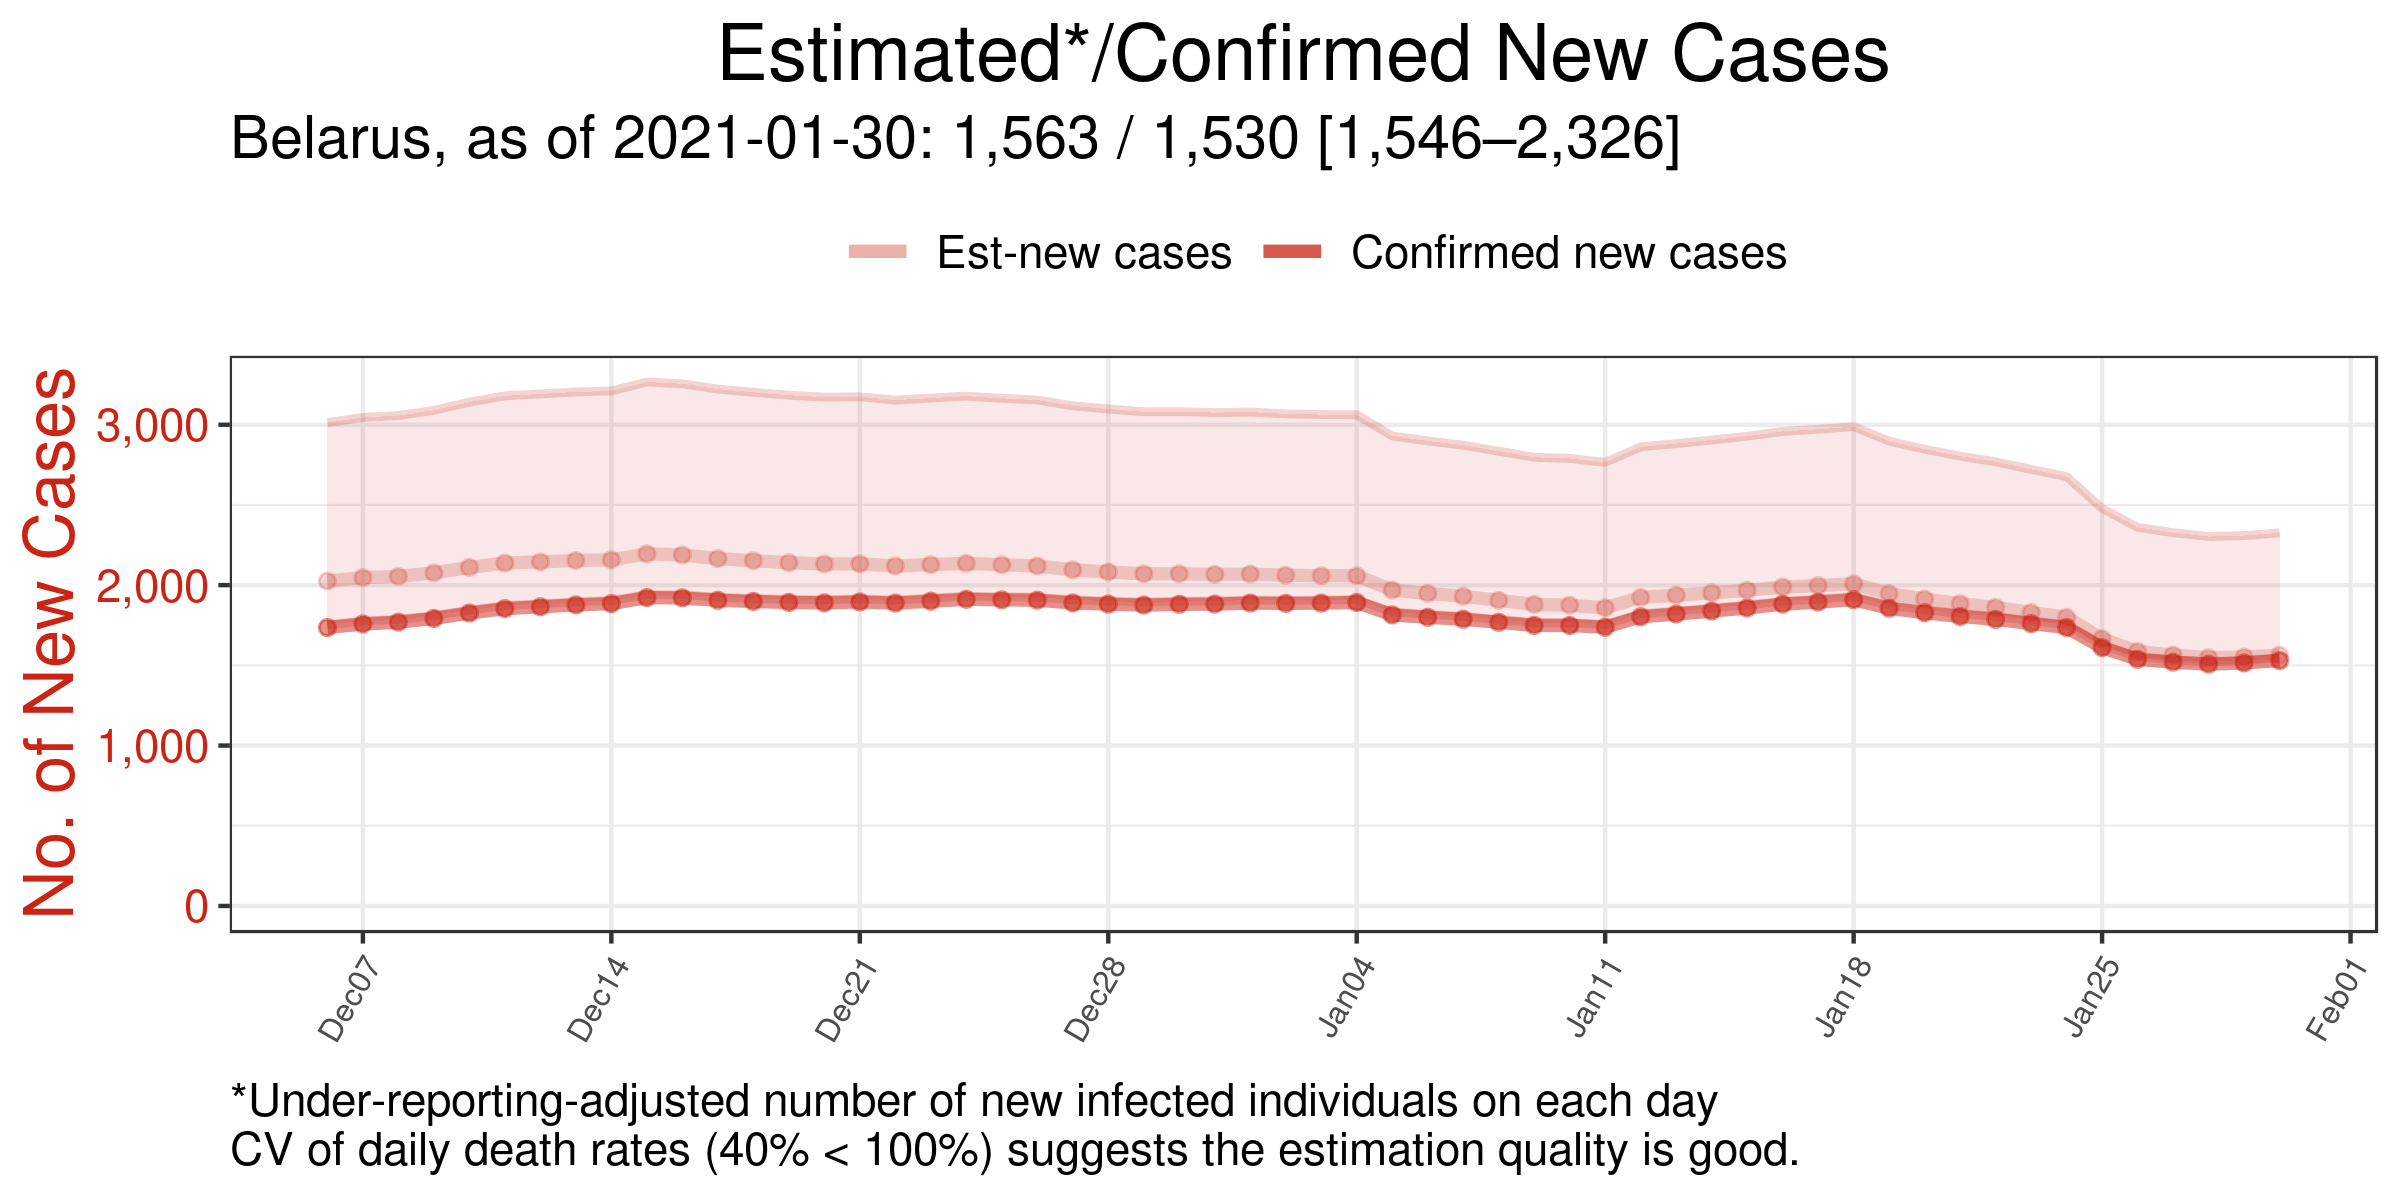 Estimated*/Confirmed New Cases
Belarus, as of 2021-01-30: 1,563 / 1,530 [1,546–2,326]
Est-new cases
Confirmed new cases
No. of New Cases
3,000
2,000
1,000
0
Dec07
Dec14
Dec21
Dec28
Jan04
Jan11
Jan18
Jan25
Feb01
*Under-reporting-adjusted number of new infected individuals on each day
CV of daily death rates (40% < 100%) suggests the estimation quality is good.